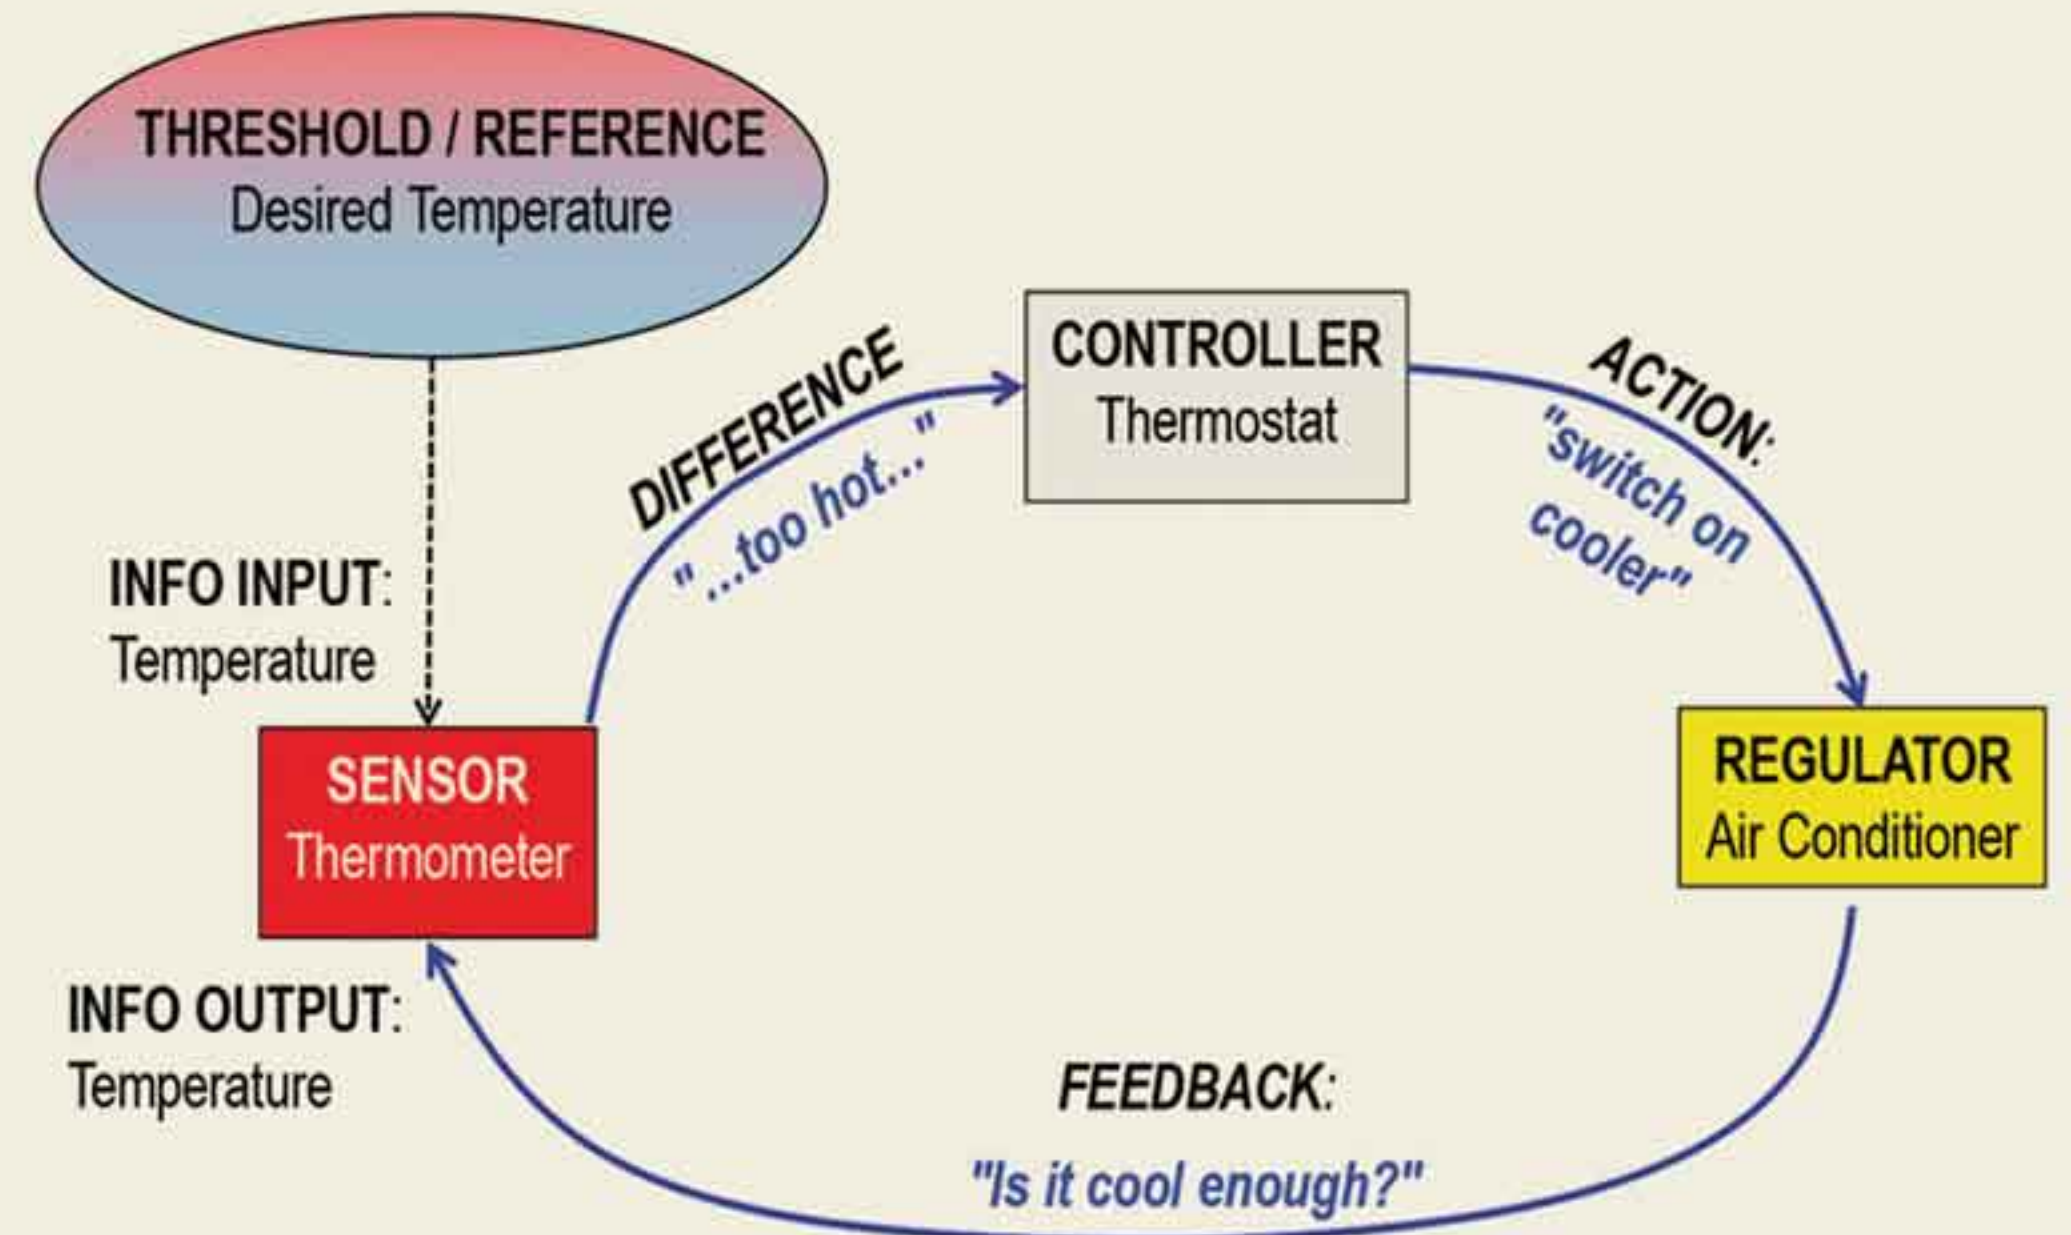 THRESHOLD / REFERENCE
Desired Temperature
CONTROLLER
Thermostat
DIFFERENCE
"...too hot..."
ACTION:
"switch on
cooler"
INFO INPUT:
Temperature
SENSOR
Thermometer
REGULATOR
Air Conditioner
INFO OUTPUT:
Temperature
FEEDBACK:
"Is it cool enough?"